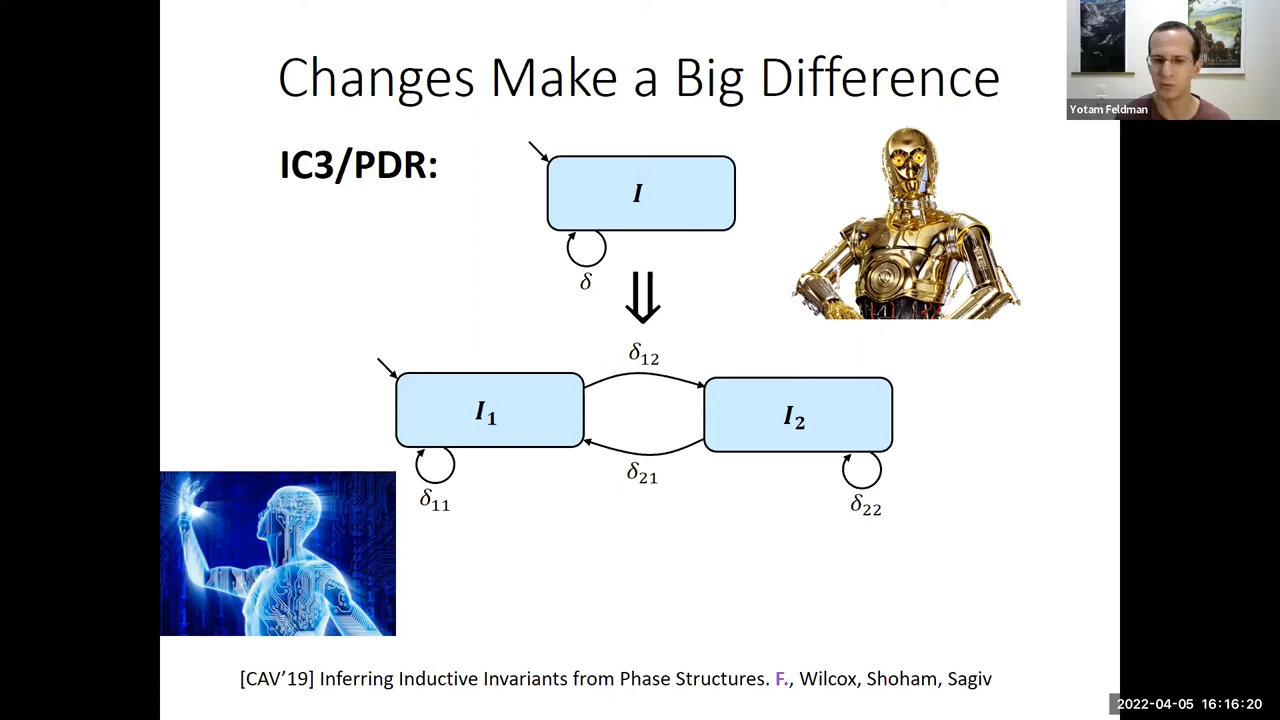 Changes Make a Big Difference
Yotam Feldman
IC3/PDR:
I
δ
⇓
δ₁₂
I₁
I₂
δ₂₁
δ₁₁
δ₂₂
[CAV'19] Inferring Inductive Invariants from Phase Structures. F., Wilcox, Shoham, Sagiv
2022-04-05 16:16:20